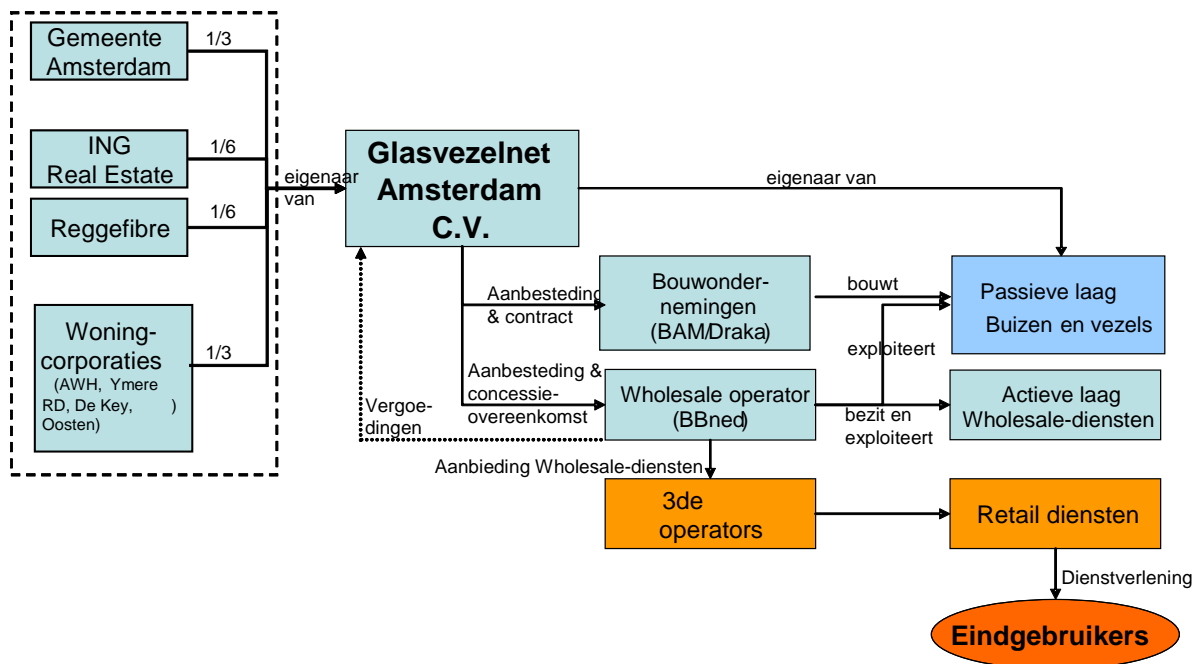 Gemeente
Amsterdam
1/3
ING
Real Estate
1/6
Reggefibre
1/6
Woning-
corporaties
(AWH, Ymere
RD, De Key, )
Oosten)
1/3
eigenaar
van
Glasvezelnet
Amsterdam
C.V.
eigenaar van
Aanbesteding
& contract
Bouwonder-
nemingen
(BAM/Draka)
bouwt
Passieve laag
Buizen en vezels
exploiteert
Aanbesteding &
concessie-
overeenkomst
Wholesale operator
(BBned)
bezit en
exploiteert
Actieve laag
Wholesale-diensten
Vergoe-
dingen
Aanbieding Wholesale-diensten
3de
operators
Retail diensten
Dienstverlening
Eindgebruikers